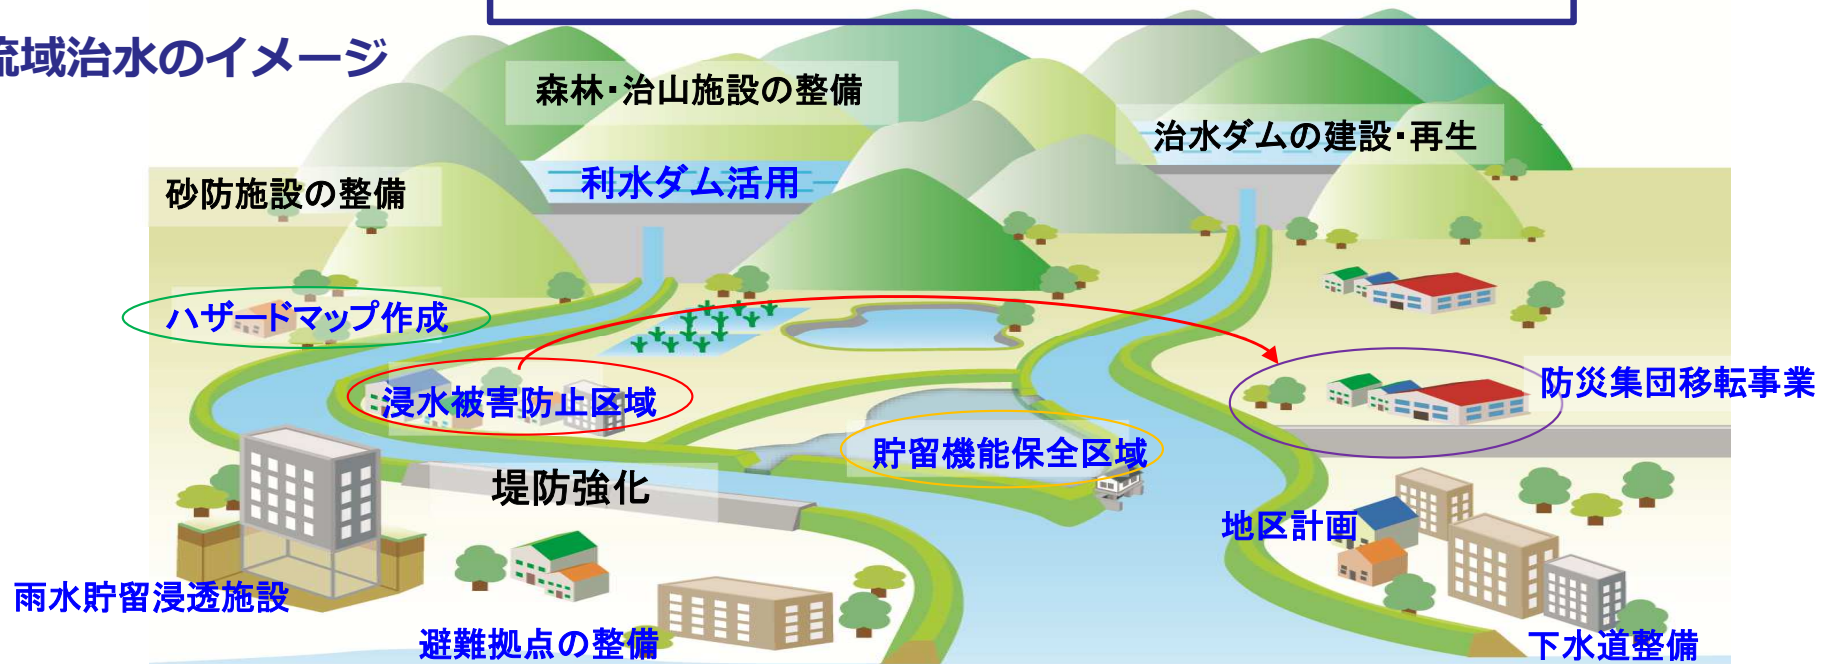 流域治水のイメージ
森林・治山施設の整備
治水ダムの建設・再生
砂防施設の整備
利水ダム活用
ハザードマップ作成
浸水被害防止区域
防災集団移転事業
貯留機能保全区域
堤防強化
地区計画
雨水貯留浸透施設
避難拠点の整備
下水道整備